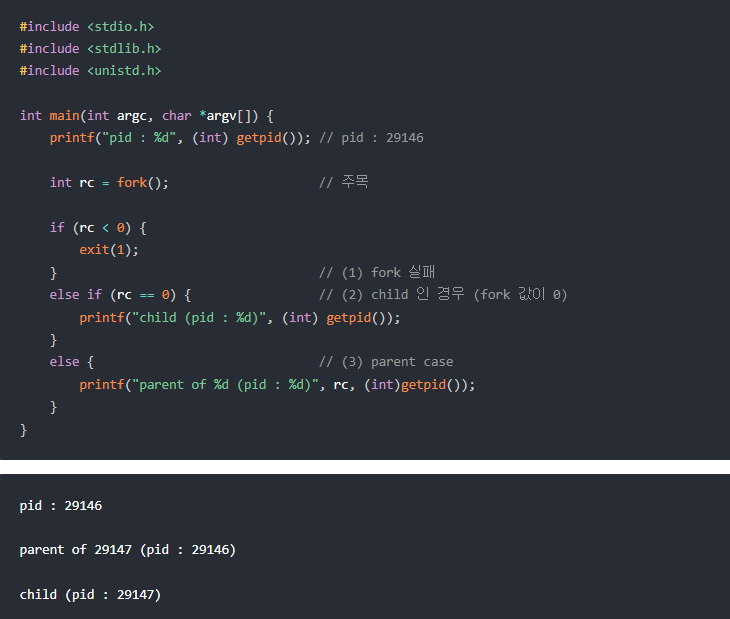 #include <stdio.h>
#include <stdlib.h>
#include <unistd.h>
int main(int argc, char *argv[]) {
printf("pid : %d", (int) getpid()); // pid : 29146
int rc = fork(); // 주목
if (rc < 0) {
exit(1);
} // (1) fork 실패
else if (rc == 0) { // (2) child 인 경우 (fork 값이 0)
printf("child (pid : %d)", (int) getpid());
}
else { // (3) parent case
printf("parent of %d (pid : %d)", rc, (int)getpid());
}
}
pid : 29146
parent of 29147 (pid : 29146)
child (pid : 29147)